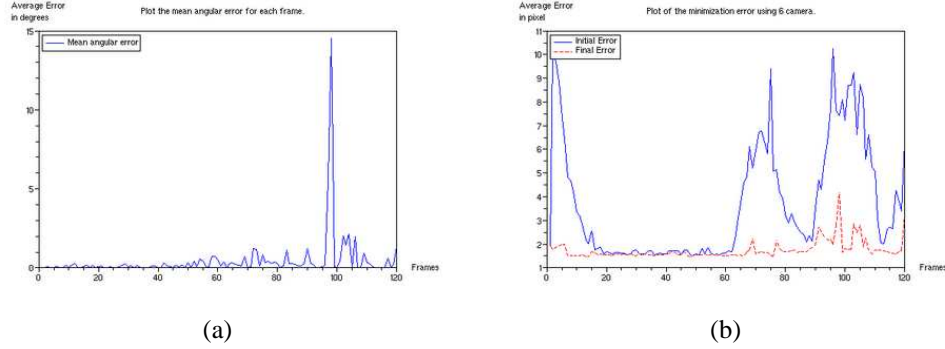 Average Error
in degrees
Plot the mean angular error for each frame.
15
Mean angular error
10
5
0
0 20 40 60 80 100 120
Frames
(a)
Average Error
in pixel
Plot of the minimization error using 6 camera.
11
Initial Error
Final Error
10
9
8
7
6
5
4
3
2
1
0 20 40 60 80 100 120
Frames
(b)